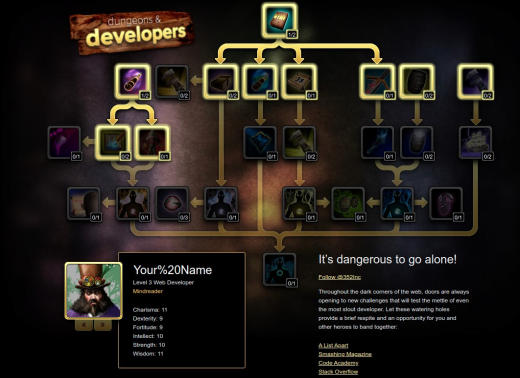 dungeons &
developers
1/2
1/2
0/2
0/2
0/1
0/1
0/1
0/2
0/2
0/1
0/2
0/1
0/1
0/2
0/1
0/2
0/2
0/1
0/1
0/3
0/1
0/1
0/1
0/1
0/1
0/1
Your%20Name
Level 3 Web Developer
Mindreader
Charisma: 11
Dexterity: 9
Fortitude: 9
Intellect: 10
Strength: 10
Wisdom: 11
It's dangerous to go alone!
Follow @352Inc
Throughout the dark corners of the web, doors are always
opening to new challenges that will test the mettle of even
the most stout developer. Let these watering holes
provide a brief respite and an opportunity for you and
other heroes to band together:
A List Apart
Smashing Magazine
Code Academy
Stack Overflow